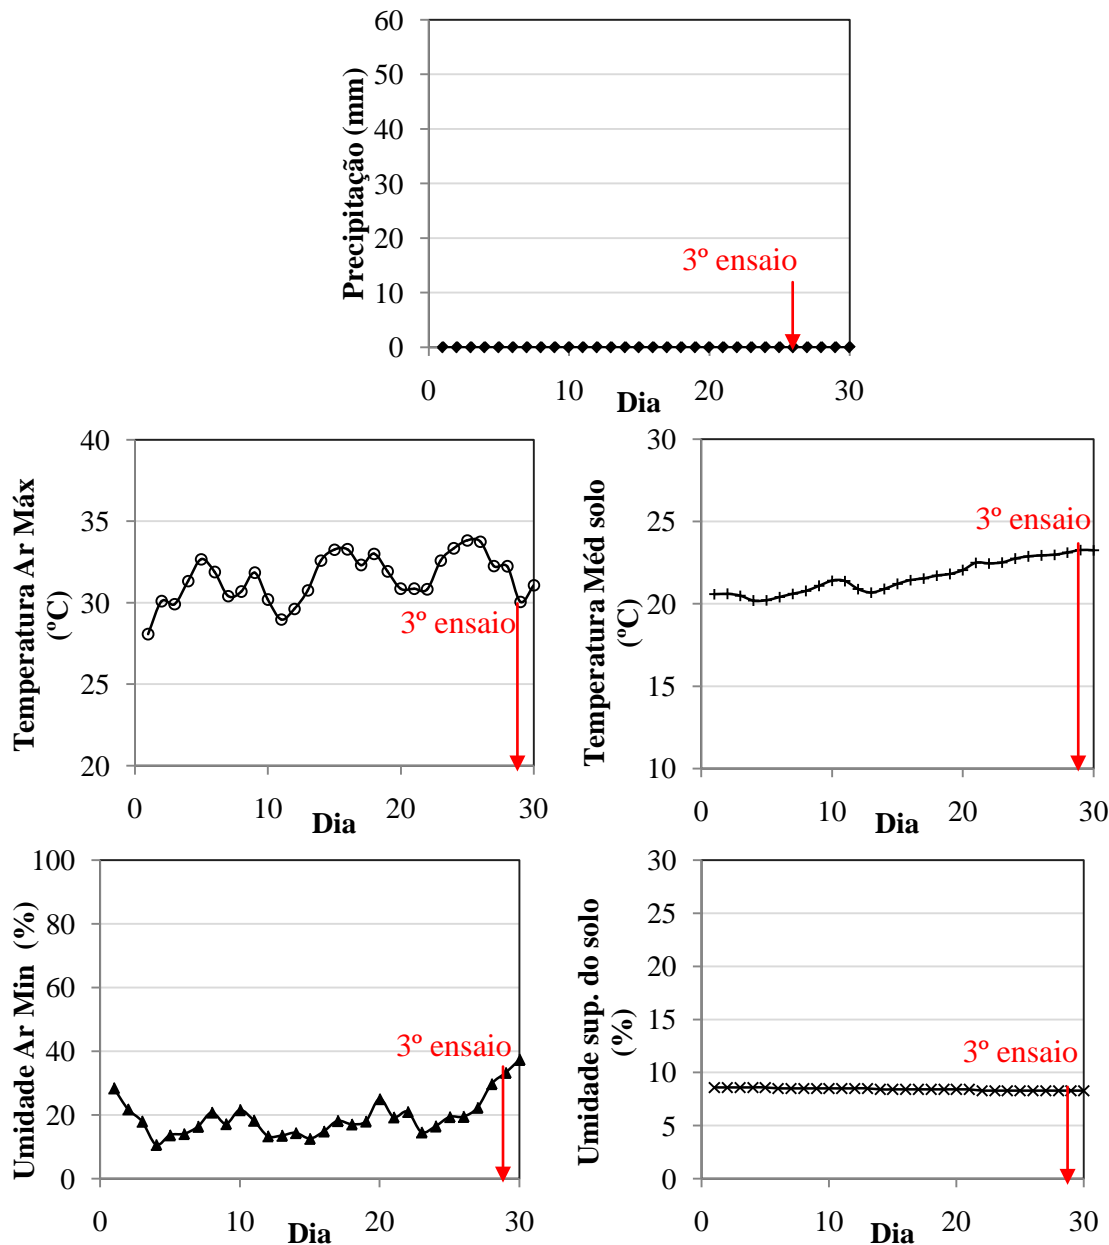 Precipitação (mm)
60
50
40
30
20
10
0
3º ensaio
0 10 20 30
Dia
Temperatura Ar Máx
(ºC)
40
35
30
25
20
3º ensaio
0 10 20 30
Dia
Temperatura Méd solo
(ºC)
30
25
20
15
10
3º ensaio
0 10 20 30
Dia
Umidade Ar Min (%)
100
80
60
40
20
0
3º ensaio
0 10 20 30
Dia
Umidade sup. do solo
(%)
30
25
20
15
10
5
0
3º ensaio
0 10 20 30
Dia